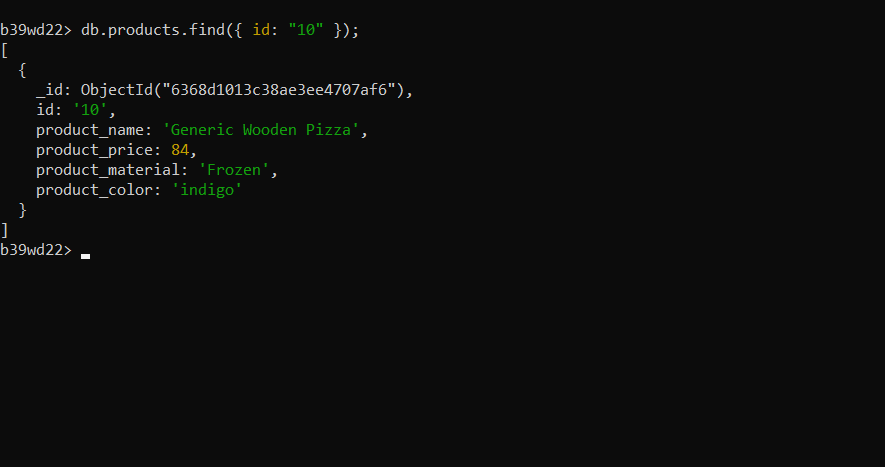 b39wd22> db.products.find({ id: "10" });
[
  {
    _id: ObjectId("6368d1013c38ae3ee4707af6"),
    id: '10',
    product_name: 'Generic Wooden Pizza',
    product_price: 84,
    product_material: 'Frozen',
    product_color: 'indigo'
  }
]
b39wd22>